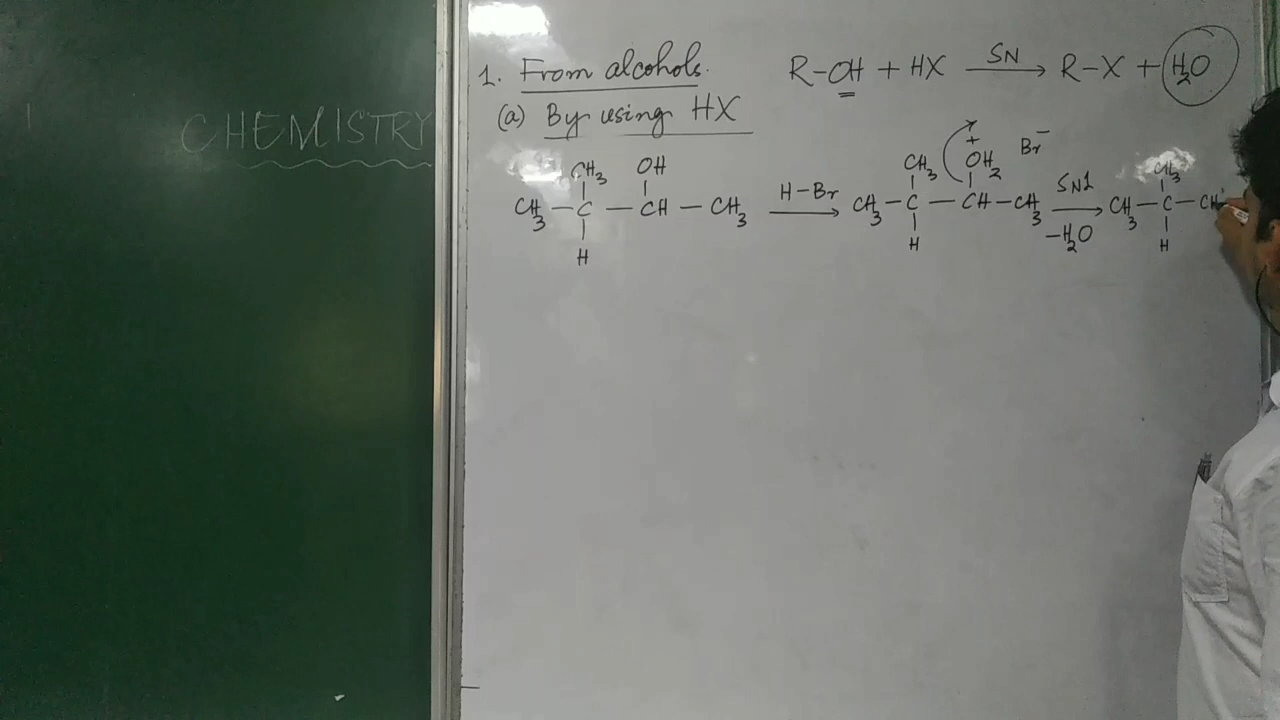 CHEMISTRY
1. From alcohols. R-OH + HX SN → R-X + H2O
(a) By using HX
CH3 OH CH3 + OH2 Br⁻ CH3
CH3 - C - CH - CH3 H-Br → CH3 - C - CH - CH3 SN1 → -H2O CH3 - C - CH
H H H